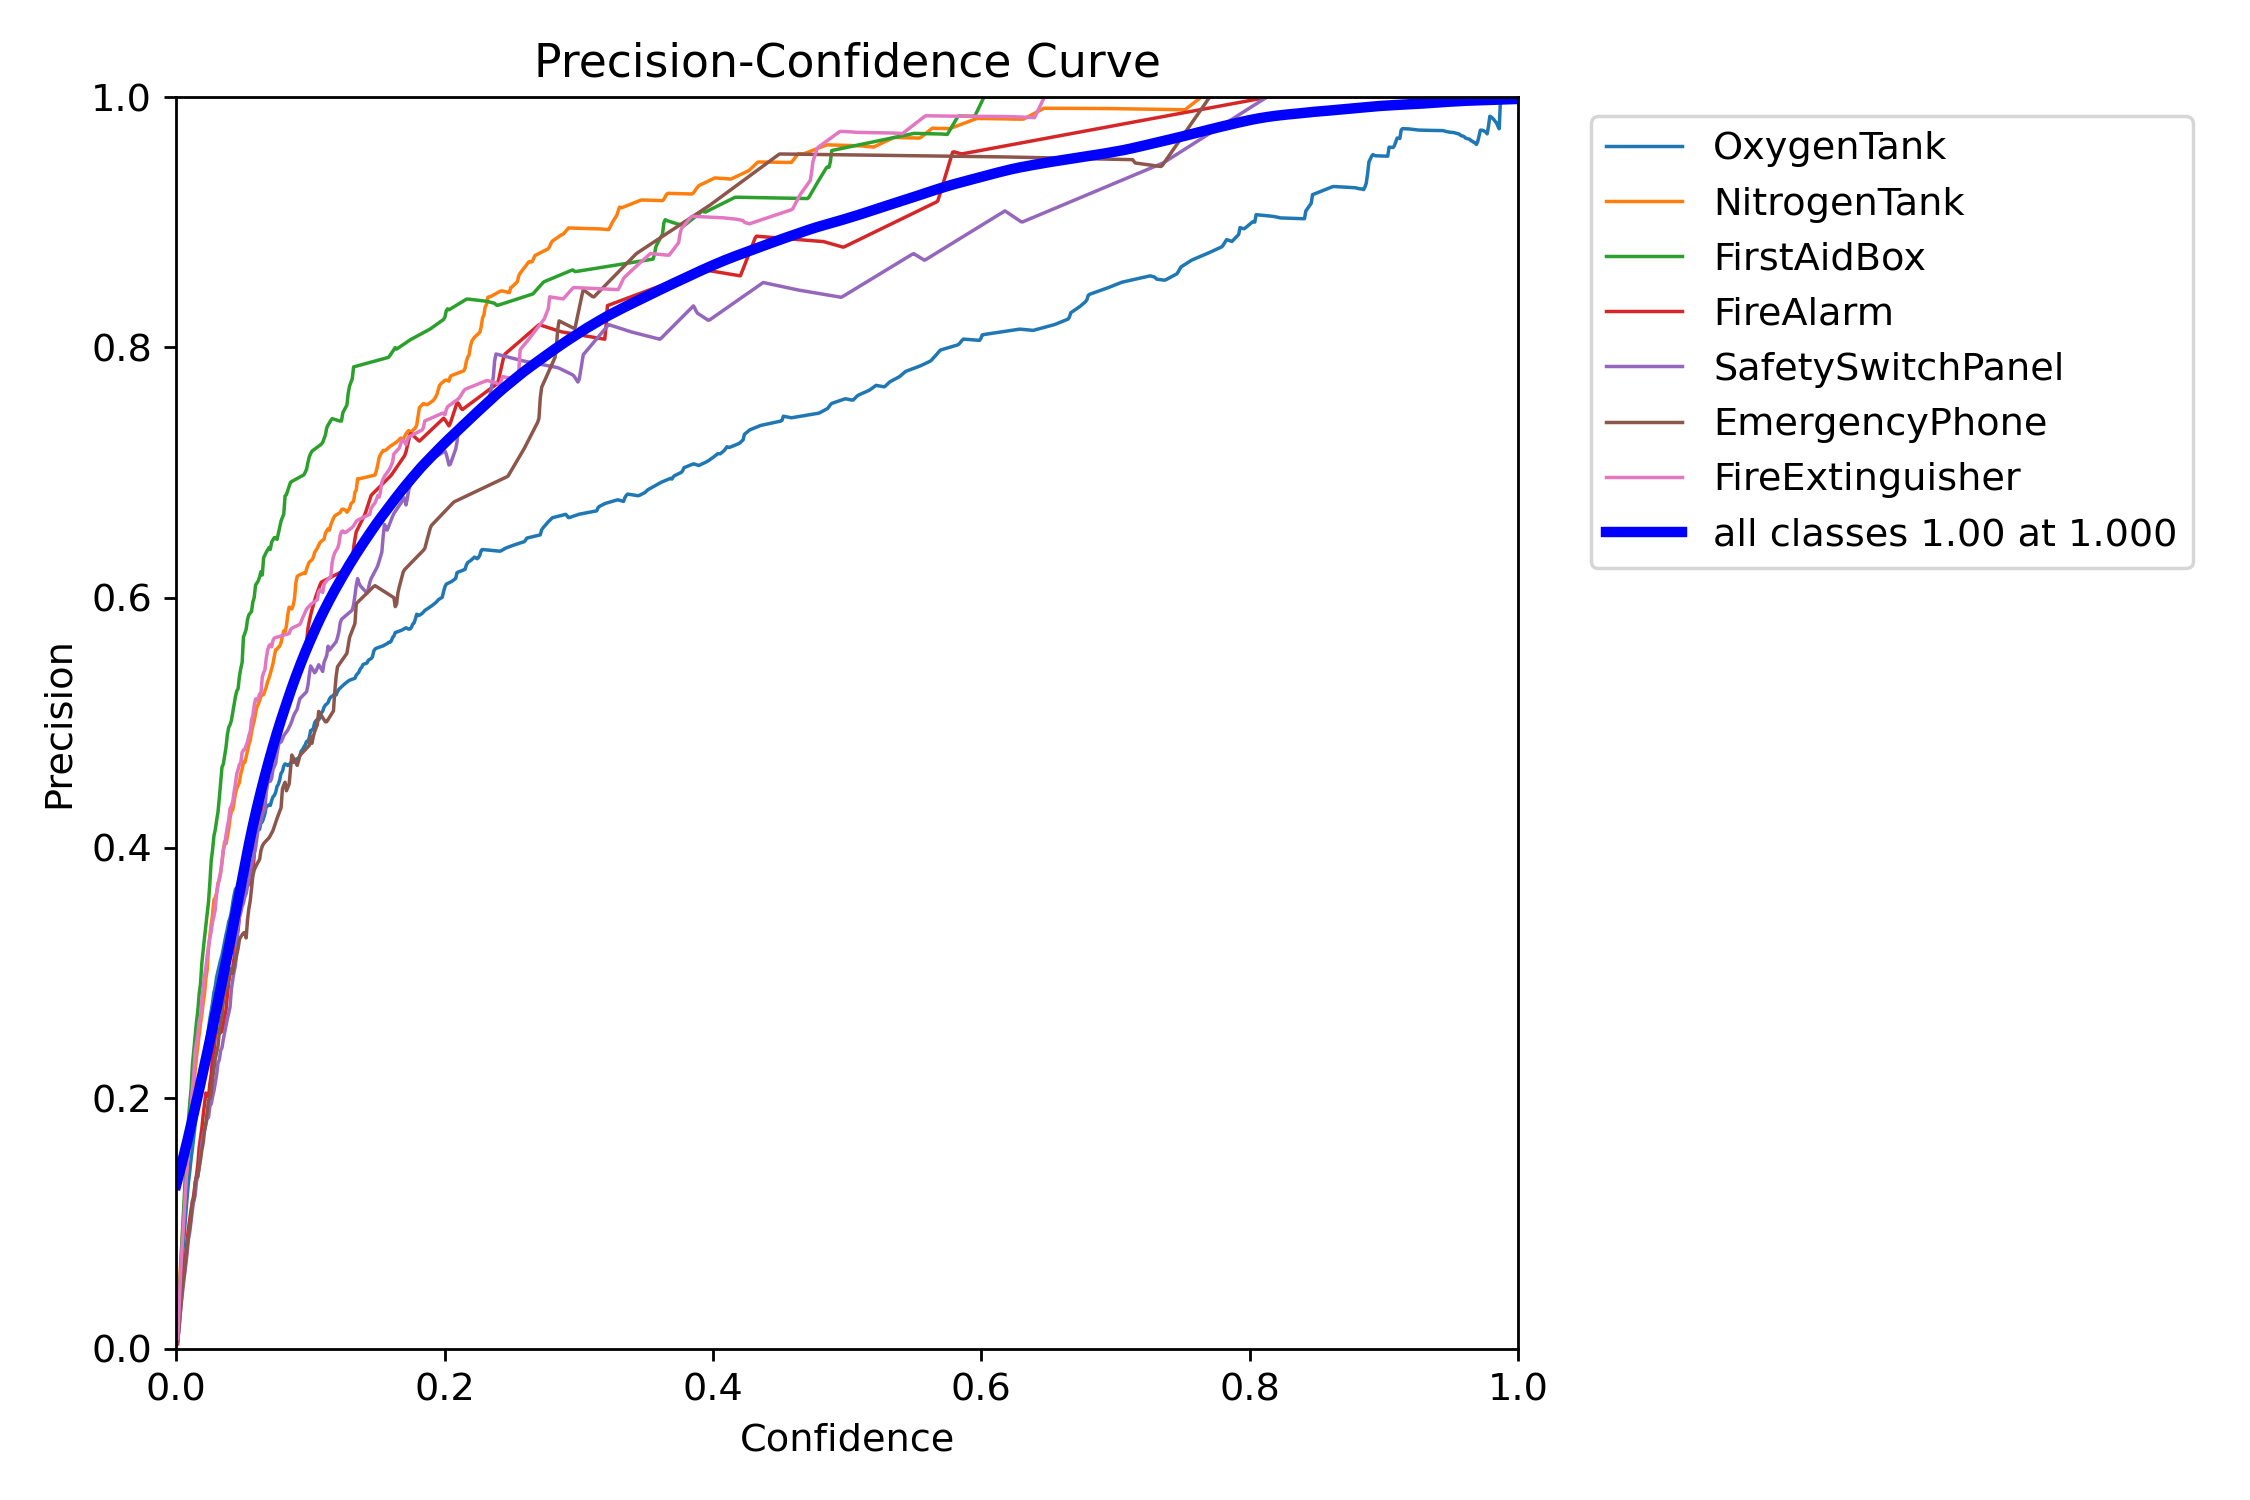 Precision-Confidence Curve
1.0
0.8
0.6
0.4
0.2
0.0
Precision
0.0 0.2 0.4 0.6 0.8 1.0
Confidence
OxygenTank
NitrogenTank
FirstAidBox
FireAlarm
SafetySwitchPanel
EmergencyPhone
FireExtinguisher
all classes 1.00 at 1.000